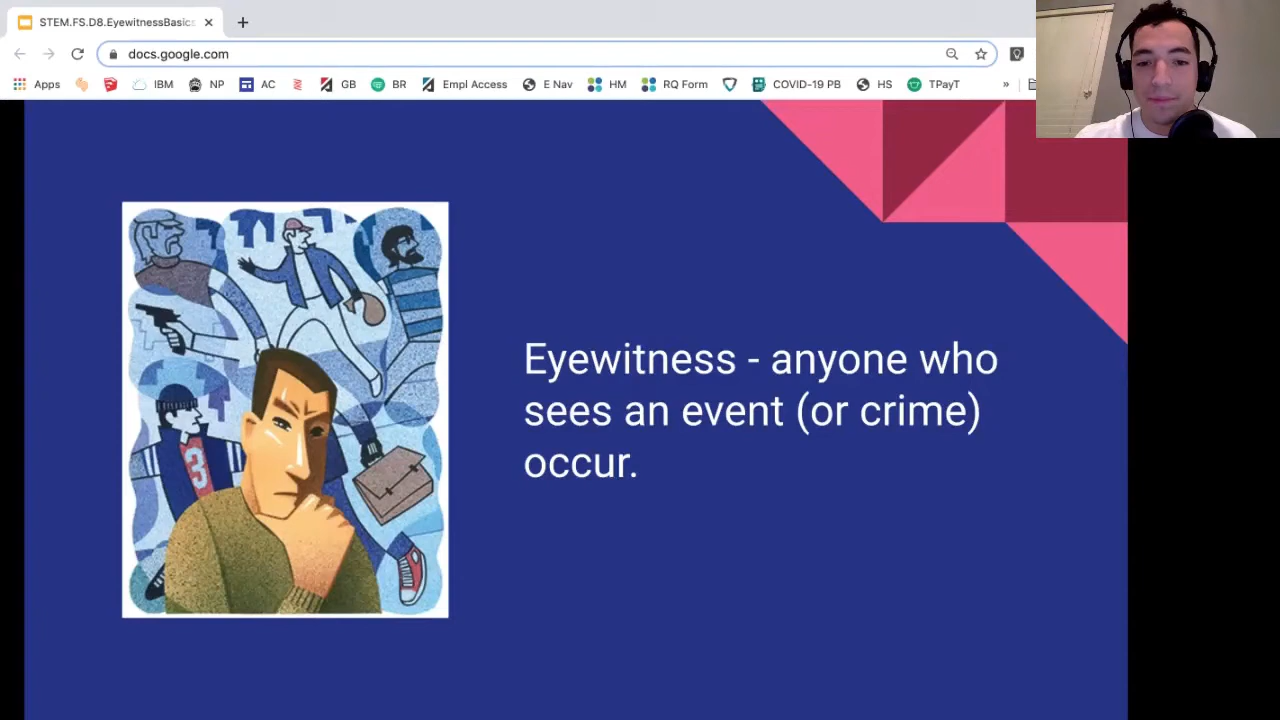 STEM.FS.D8.EyewitnessBasics
docs.google.com
Apps IBM NP AC GB BR Empl Access E Nav HM RQ Form COVID-19 PB HS TPayT »
Eyewitness - anyone who
sees an event (or crime)
occur.
3